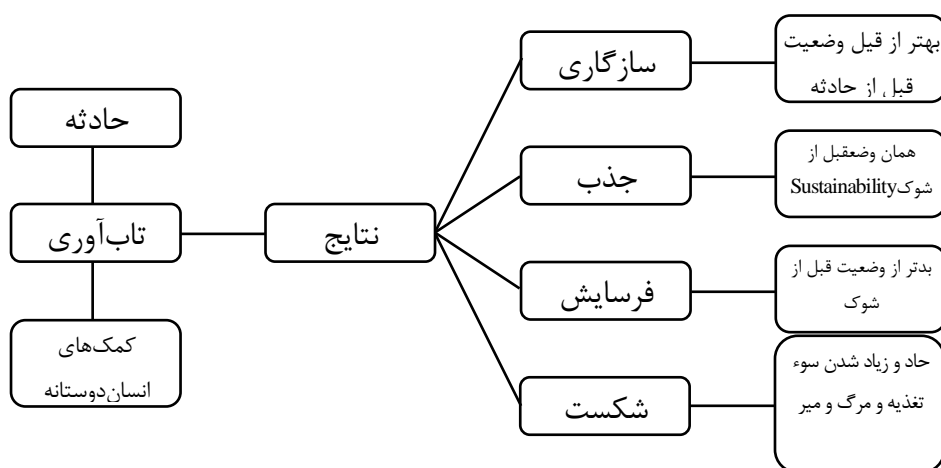 بهتر از قیل وضعیت
قبل از حادثه
سازگاری
حادثه
همان وضعقبل از
شوکSustainability
جذب
تاب‌آوری
نتایج
بدتر از وضعیت قبل از
شوک
فرسایش
کمک‌های
انسان‌دوستانه
حاد و زیاد شدن سوء
تغذیه و مرگ و میر
شکست